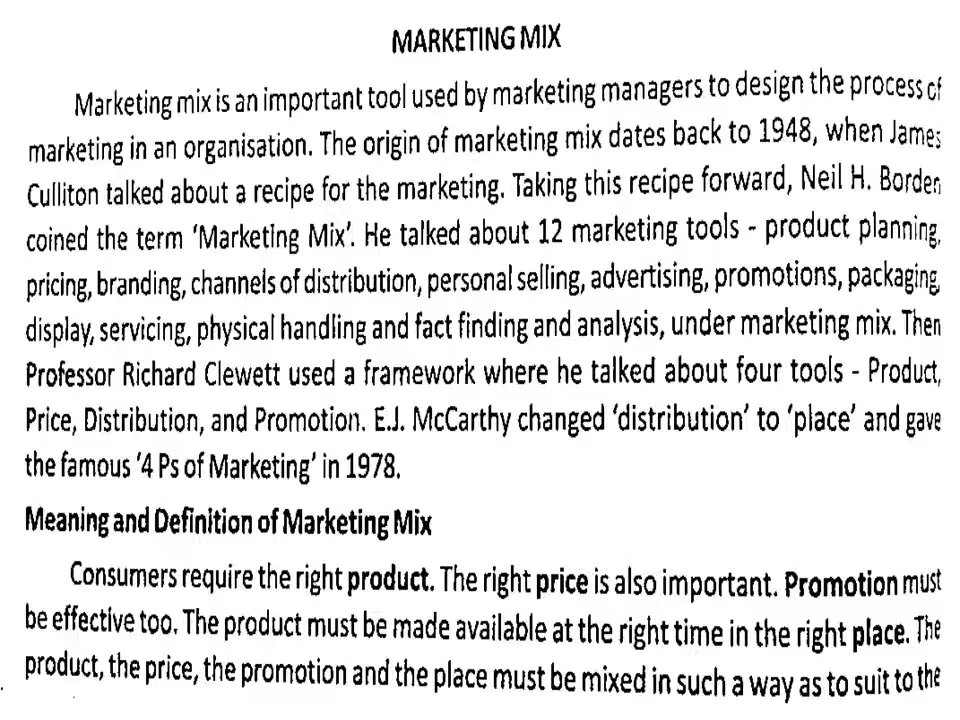 MARKETING MIX
Marketing mix is an important tool used by marketing managers to design the process of
marketing in an organisation. The origin of marketing mix dates back to 1948, when James
Culliton talked about a recipe for the marketing. Taking this recipe forward, Neil H. Borden
coined the term ‘Marketing Mix’. He talked about 12 marketing tools - product planning,
pricing, branding, channels of distribution, personal selling, advertising, promotions, packaging,
display, servicing, physical handling and fact finding and analysis, under marketing mix. Then
Professor Richard Clewett used a framework where he talked about four tools - Product,
Price, Distribution, and Promotion. E.J. McCarthy changed ‘distribution’ to ‘place’ and gave
the famous ‘4 Ps of Marketing’ in 1978.
Meaning and Definition of Marketing Mix
Consumers require the right product. The right price is also important. Promotion must
be effective too. The product must be made available at the right time in the right place. The
product, the price, the promotion and the place must be mixed in such a way as to suit to the